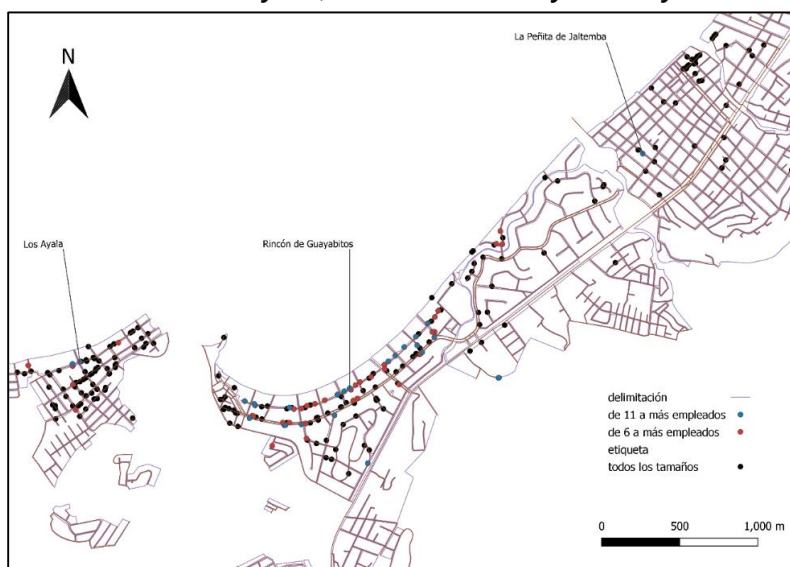 La Peñita de Jaltemba
N
Los Ayala
Rincón de Guayabitos
delimitación
de 11 a más empleados
de 6 a más empleados
etiqueta
todos los tamaños
0 500 1,000 m